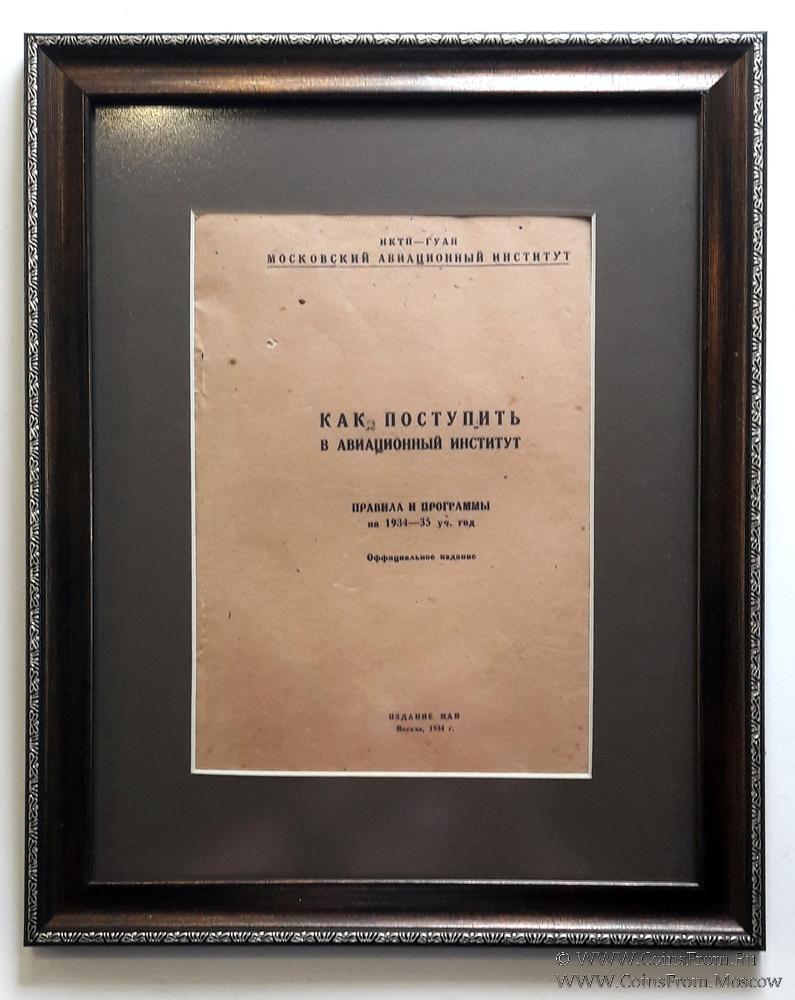 НКТП—ГУАП
МОСКОВСКИЙ АВИАЦИОННЫЙ ИНСТИТУТ
КАК ПОСТУПИТЬ
В АВИАЦИОННЫЙ ИНСТИТУТ
ПРАВИЛА И ПРОГРАММЫ
на 1934—35 уч. год
Оффициальное издание
ИЗДАНИЕ МАИ
Москва, 1934 г.
© WWW.CoinsFrom.Ru
WWW.CoinsFrom.Moscow